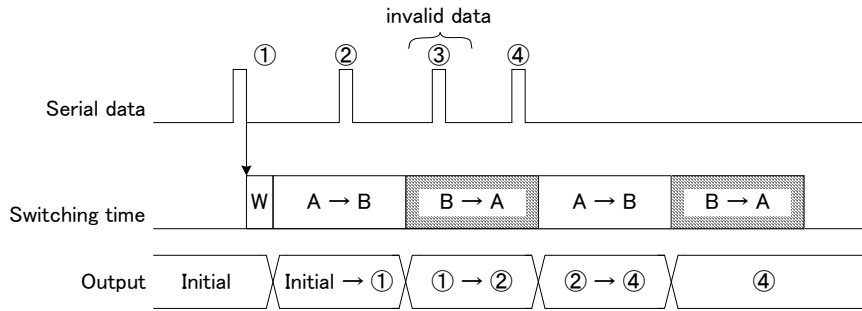 invalid data
① ② ③ ④
Serial data
Switching time W A → B B → A A → B B → A
Output Initial Initial → ① ① → ② ② → ④ ④